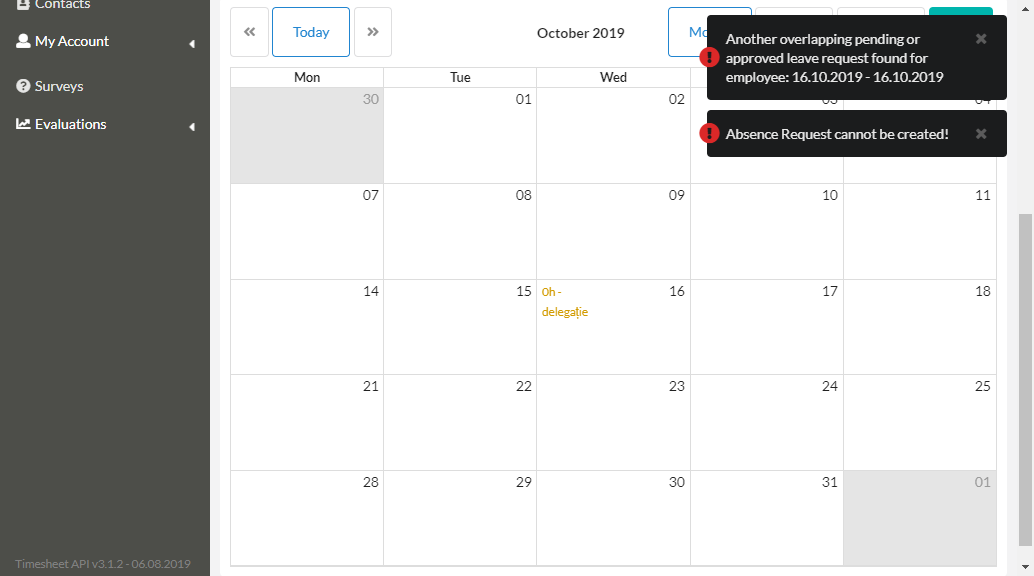 Contacts
My Account
Surveys
Evaluations
Timesheet API v3.1.2 - 06.08.2019
« Today »
October 2019
Another overlapping pending or
approved leave request found for
employee: 16.10.2019 - 16.10.2019
Absence Request cannot be created!
Mon Tue Wed
30 01 02
07 08 09 10 11
14 15 0h - 16 17 18
delegație
21 22 23 24 25
28 29 30 31 01